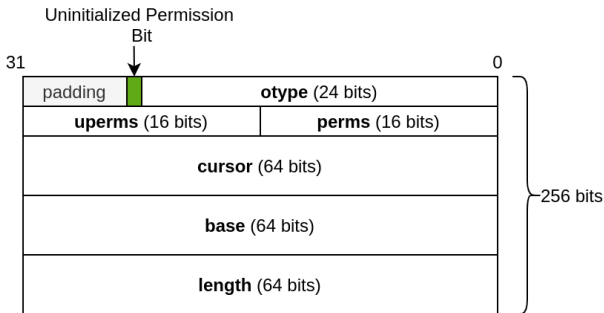 Uninitialized Permission
Bit
31
0
padding
otype (24 bits)
uperms (16 bits)
perms (16 bits)
cursor (64 bits)
256 bits
base (64 bits)
length (64 bits)